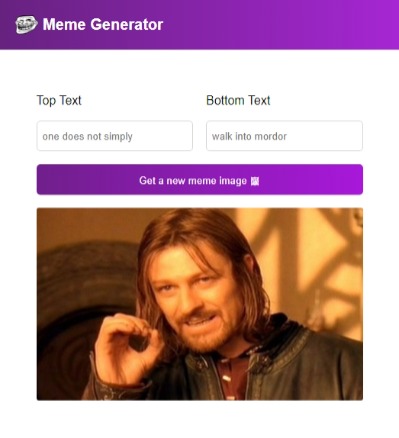 Meme Generator
Top Text
Bottom Text
one does not simply
walk into mordor
Get a new meme image